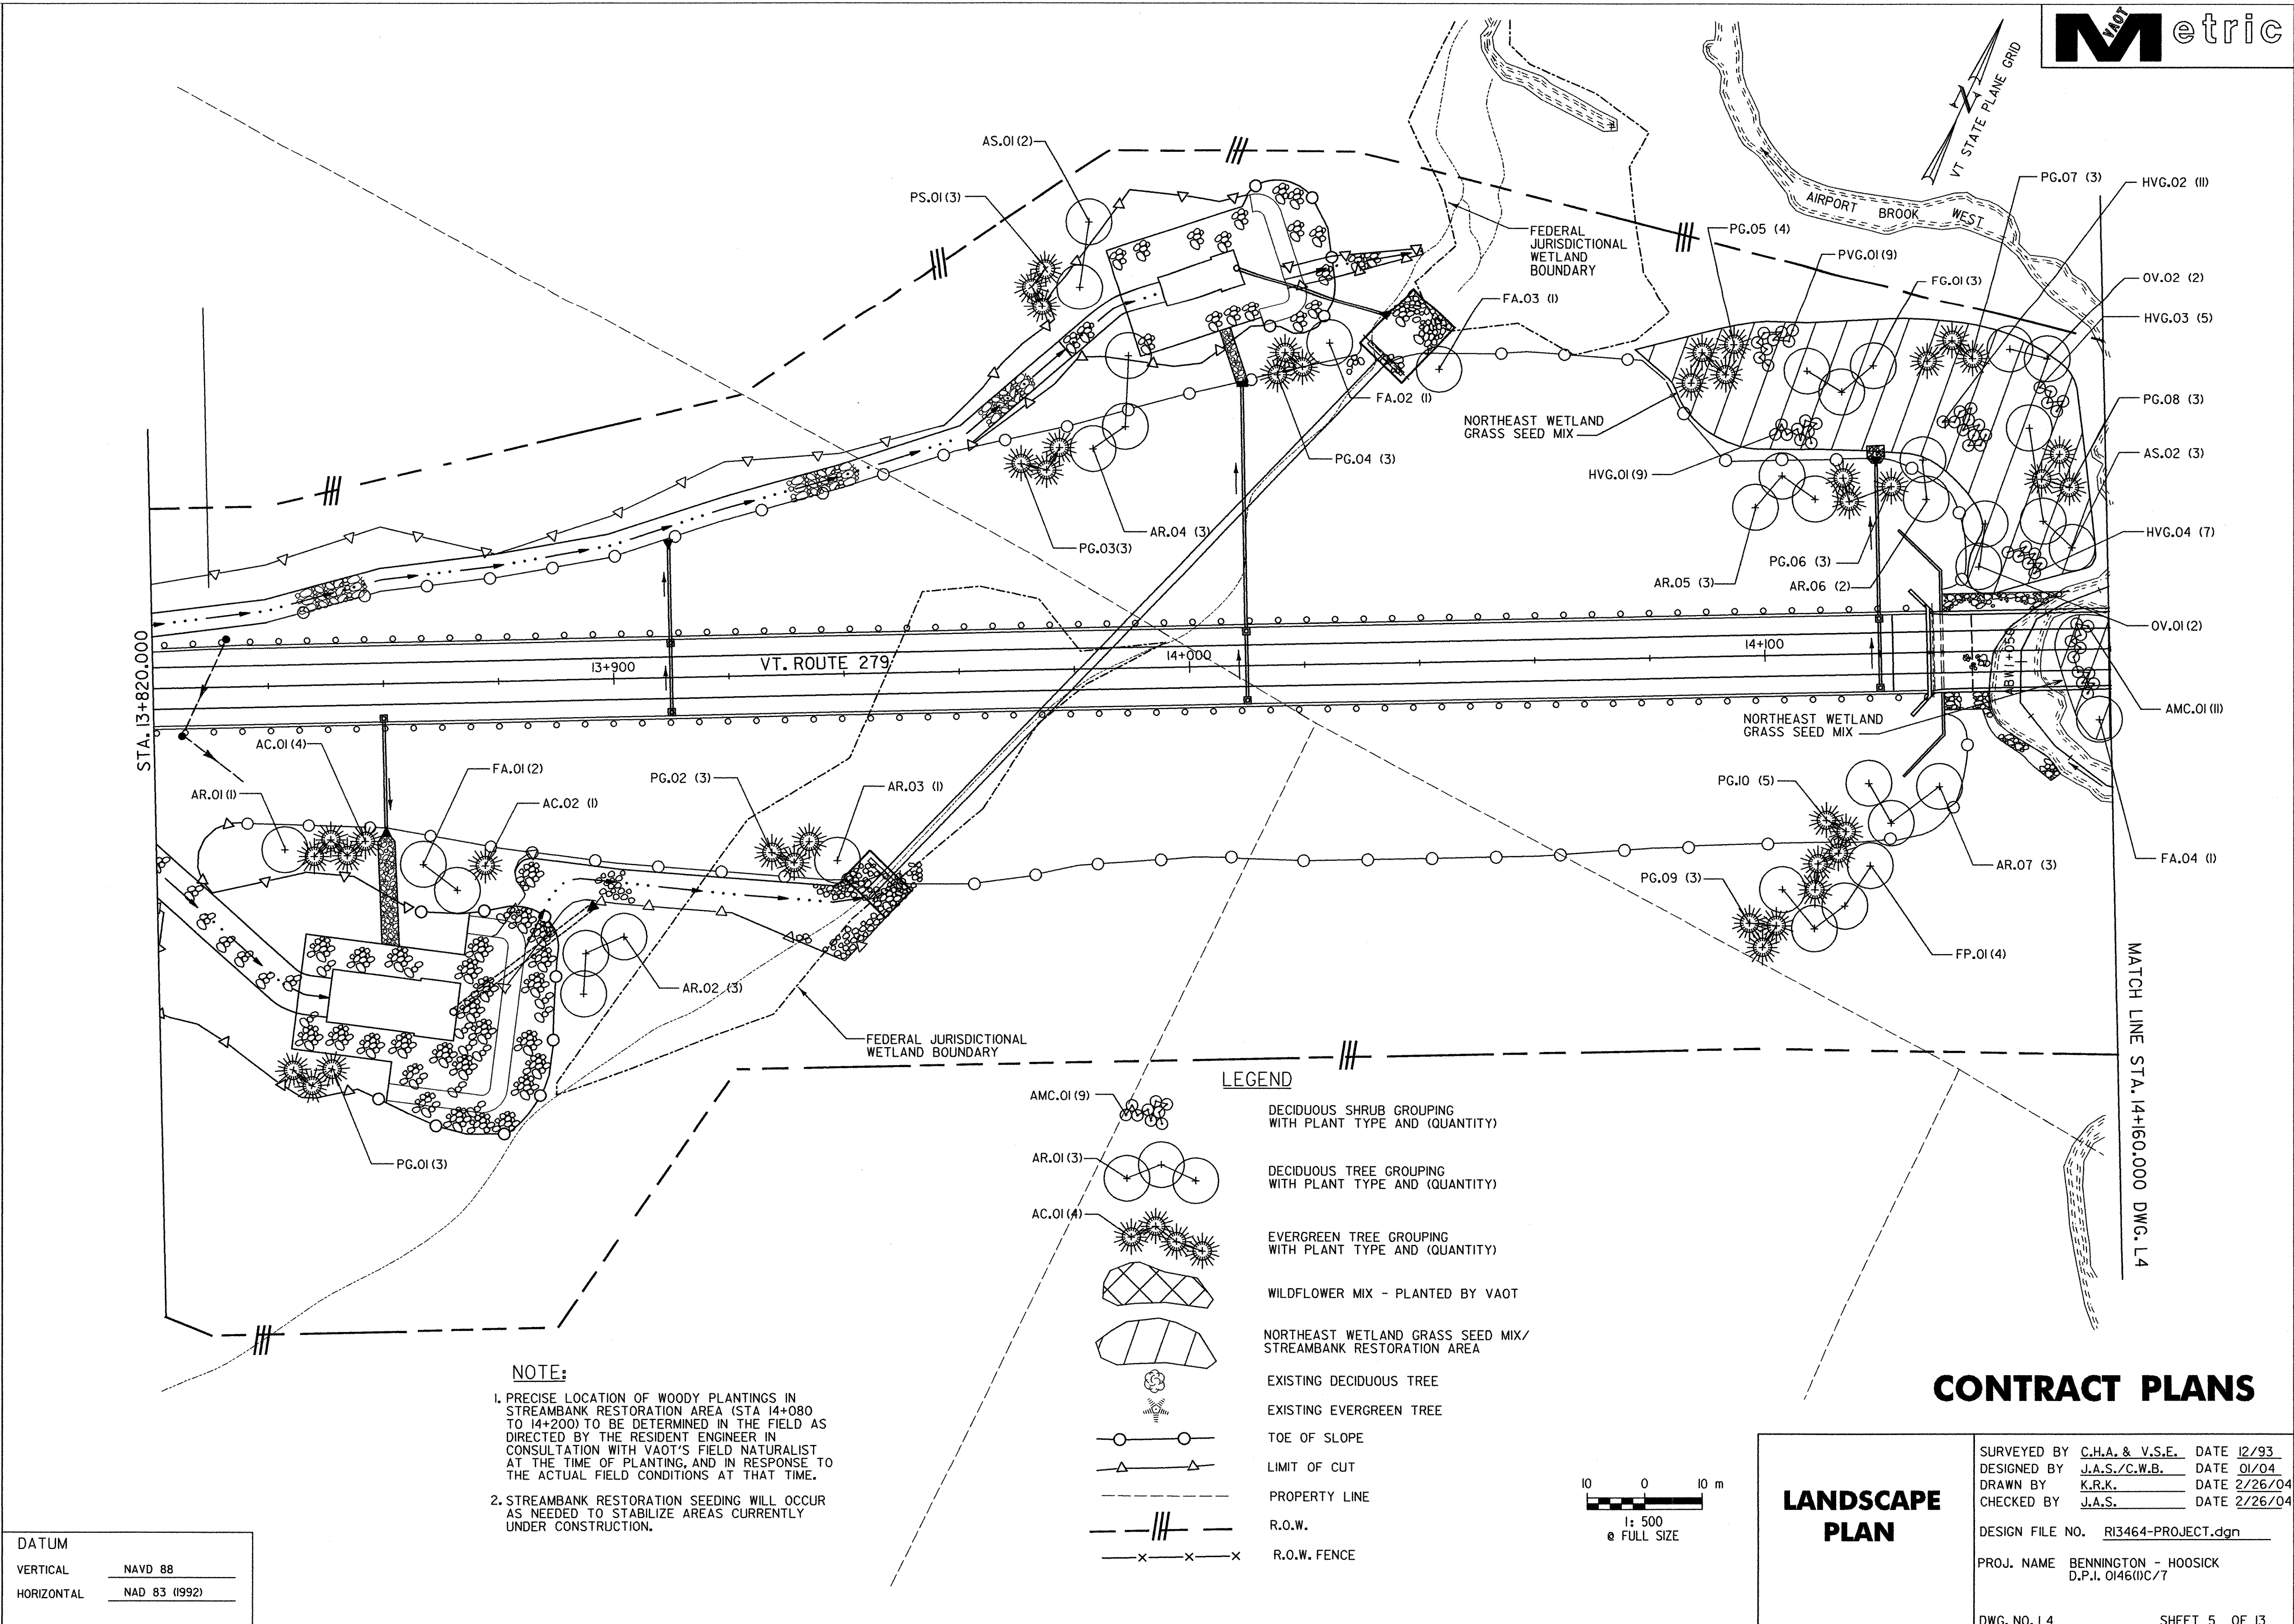 VAOT
Metric
VT STATE PLANE GRID
N
AIRPORT BROOK WEST
AS.01(2)
PS.01(3)
PG.07 (3)
HVG.02 (11)
FEDERAL
JURISDICTIONAL
WETLAND
BOUNDARY
PG.05 (4)
PVG.01(9)
FG.01(3)
OV.02 (2)
HVG.03 (5)
FA.03 (1)
FA.02 (1)
PG.08 (3)
NORTHEAST WETLAND
GRASS SEED MIX
PG.04 (3)
HVG.01(9)
AS.02 (3)
AR.04 (3)
PG.03(3)
PG.06 (3)
AR.05 (3)
AR.06 (2)
HVG.04 (7)
OV.01(2)
STA. 13+820.000
13+900
VT. ROUTE 279
14+000
14+100
ABW 1+056
NORTHEAST WETLAND
GRASS SEED MIX
AMC.01(11)
AC.01(4)
FA.01(2)
AR.01(1)
AC.02 (1)
PG.02 (3)
AR.03 (1)
PG.10 (5)
AR.07 (3)
FA.04 (1)
PG.09 (3)
FP.01(4)
AR.02 (3)
FEDERAL JURISDICTIONAL
WETLAND BOUNDARY
PG.01(3)
MATCH LINE STA. 14+160.000 DWG. L4
LEGEND
AMC.01(9)
DECIDUOUS SHRUB GROUPING
WITH PLANT TYPE AND (QUANTITY)
AR.01(3)
DECIDUOUS TREE GROUPING
WITH PLANT TYPE AND (QUANTITY)
AC.01(4)
EVERGREEN TREE GROUPING
WITH PLANT TYPE AND (QUANTITY)
WILDFLOWER MIX - PLANTED BY VAOT
NORTHEAST WETLAND GRASS SEED MIX/
STREAMBANK RESTORATION AREA
EXISTING DECIDUOUS TREE
EXISTING EVERGREEN TREE
TOE OF SLOPE
LIMIT OF CUT
PROPERTY LINE
R.O.W.
R.O.W. FENCE
NOTE:
1. PRECISE LOCATION OF WOODY PLANTINGS IN
STREAMBANK RESTORATION AREA (STA 14+080
TO 14+200) TO BE DETERMINED IN THE FIELD AS
DIRECTED BY THE RESIDENT ENGINEER IN
CONSULTATION WITH VAOT'S FIELD NATURALIST
AT THE TIME OF PLANTING, AND IN RESPONSE TO
THE ACTUAL FIELD CONDITIONS AT THAT TIME.
2. STREAMBANK RESTORATION SEEDING WILL OCCUR
AS NEEDED TO STABILIZE AREAS CURRENTLY
UNDER CONSTRUCTION.
10 0 10 m
1: 500
@ FULL SIZE
CONTRACT PLANS
LANDSCAPE
PLAN
SURVEYED BY C.H.A. & V.S.E. DATE 12/93
DESIGNED BY J.A.S./C.W.B. DATE 01/04
DRAWN BY K.R.K. DATE 2/26/04
CHECKED BY J.A.S. DATE 2/26/04
DESIGN FILE NO. R13464-PROJECT.dgn
PROJ. NAME BENNINGTON - HOOSICK
D.P.I. 0146(1)C/7
DWG. NO. L4 SHEET 5 OF 13
DATUM
VERTICAL NAVD 88
HORIZONTAL NAD 83 (1992)